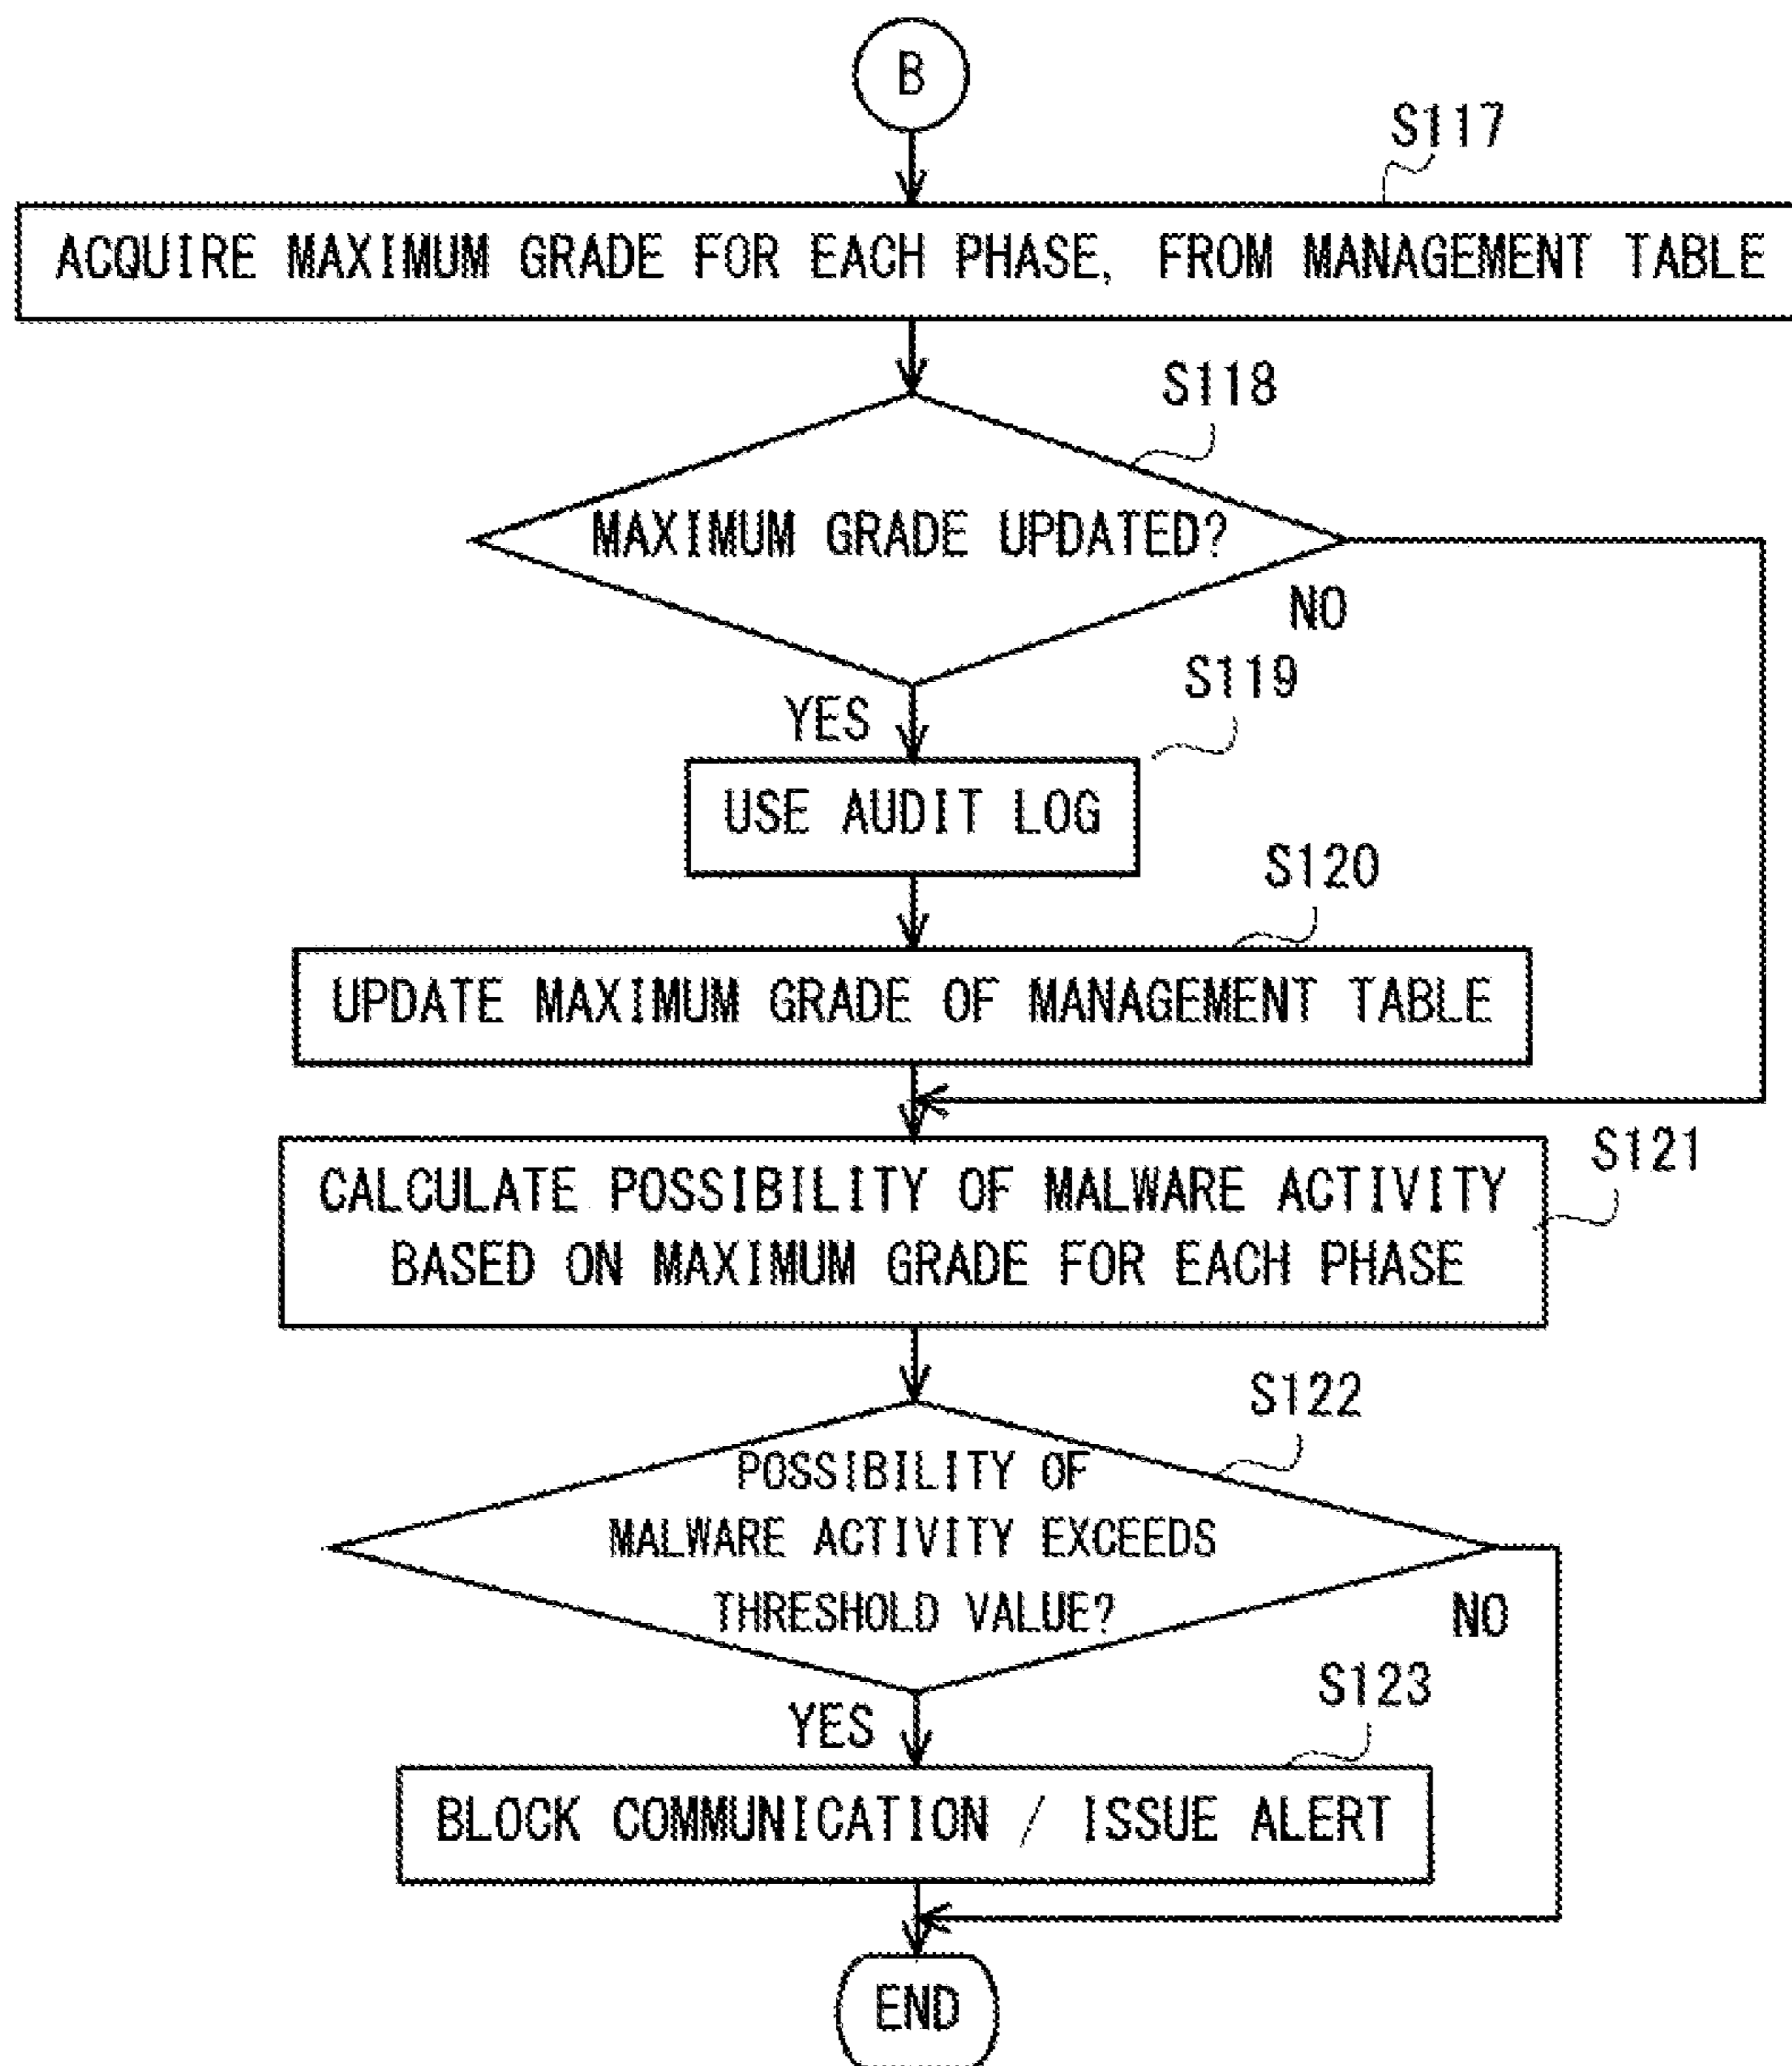 B
S117
ACQUIRE MAXIMUM GRADE FOR EACH PHASE, FROM MANAGEMENT TABLE
S118
MAXIMUM GRADE UPDATED?
NO
S119
YES
USE AUDIT LOG
S120
UPDATE MAXIMUM GRADE OF MANAGEMENT TABLE
S121
CALCULATE POSSIBILITY OF MALWARE ACTIVITY
BASED ON MAXIMUM GRADE FOR EACH PHASE
S122
POSSIBILITY OF
MALWARE ACTIVITY EXCEEDS
THRESHOLD VALUE?
NO
S123
YES
BLOCK COMMUNICATION / ISSUE ALERT
END